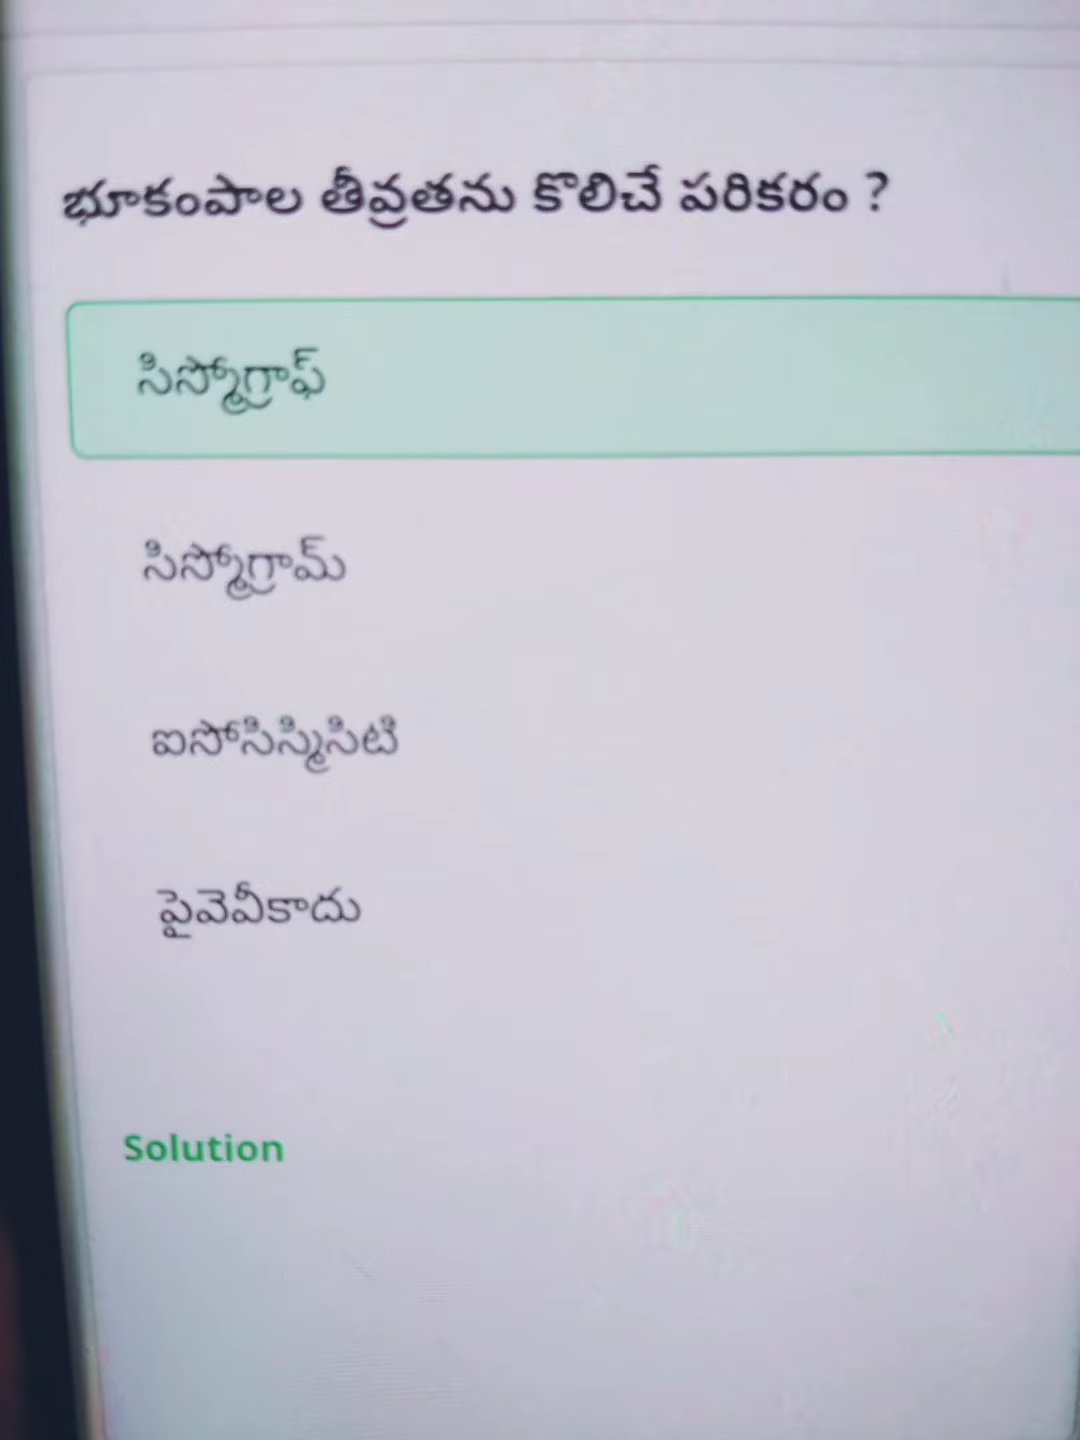 భూకంపాల తీవ్రతను కొలిచే పరికరం ?
సిస్మోగ్రాఫ్
సిస్మోగ్రామ్
ఐసోసిస్మిసిటి
పైవెవీకాదు
Solution